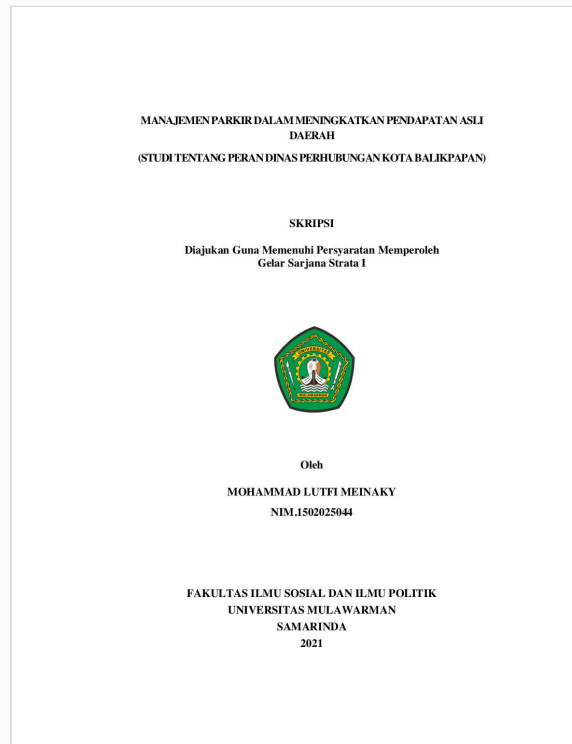 MANAJEMEN PARKIR DALAM MENINGKATKAN PENDAPATAN ASLI
DAERAH
(STUDI TENTANG PERAN DINAS PERHUBUNGAN KOTA BALIKPAPAN)
SKRIPSI
Diajukan Guna Memenuhi Persyaratan Memperoleh
Gelar Sarjana Strata I
UNIVERSITAS
Oleh
MOHAMMAD LUTFI MEINAKY
NIM.1502025044
FAKULTAS ILMU SOSIAL DAN ILMU POLITIK
UNIVERSITAS MULAWARMAN
SAMARINDA
2021